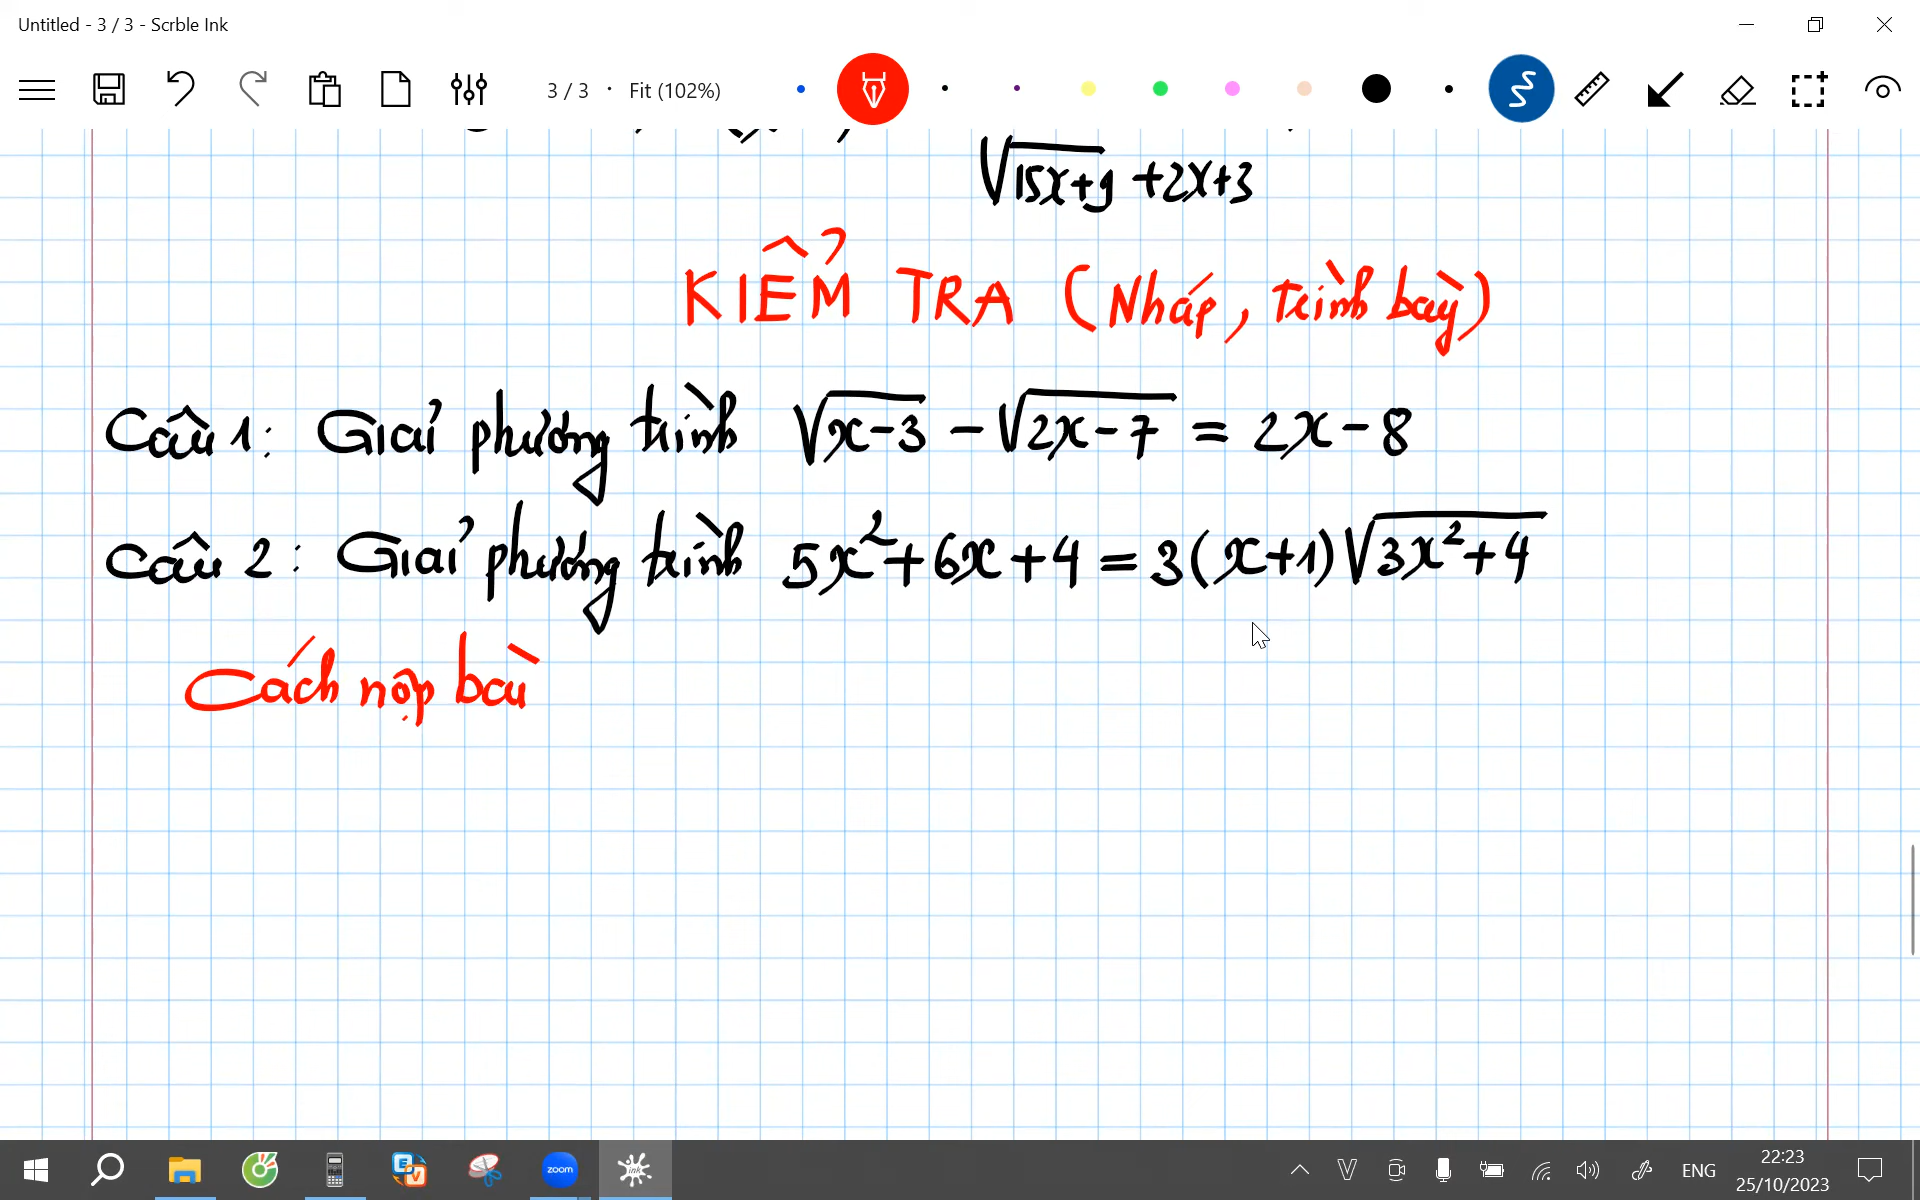 Untitled - 3 / 3 - Scrble Ink
3 / 3 · Fit (102%)
√15x+9 +2x+3
KIỂM TRA (Nháp, trình bày)
Câu 1: Giải phương trình √x-3 - √2x-7 = 2x-8
Câu 2: Giải phương trình 5x²+6x+4 = 3(x+1)√3x²+4
Cách nộp bài
zoom
ink
ENG
22:23
25/10/2023